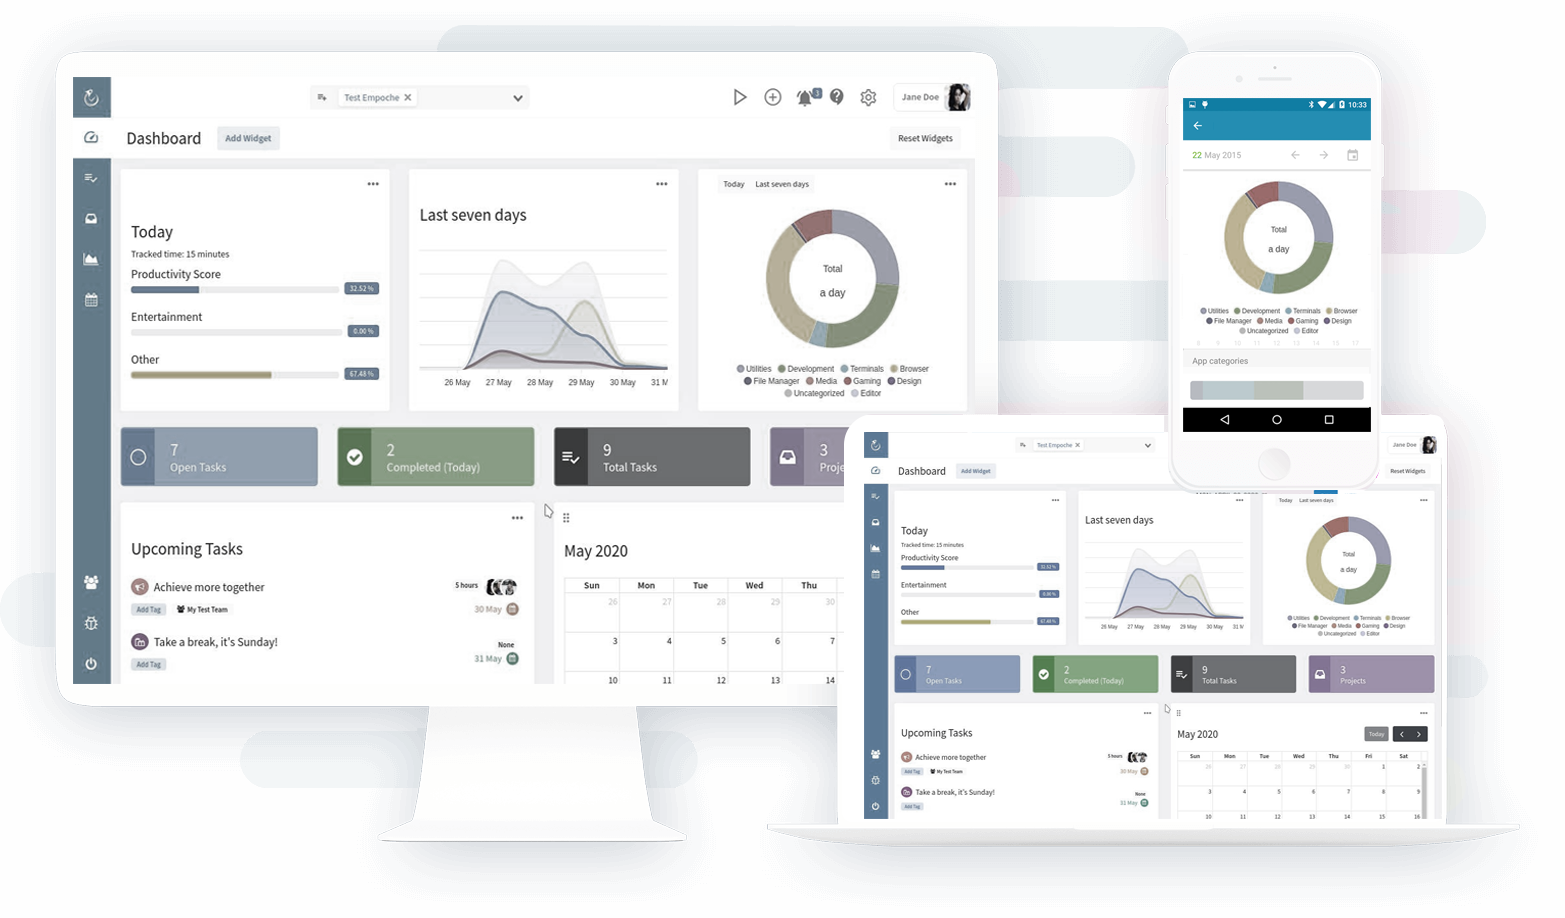 Test Empoche
3
Jane Doe
Dashboard
Add Widget
Reset Widgets
Today
Tracked time: 15 minutes
Productivity Score
32.52 %
Entertainment
0.00 %
Other
67.48 %
Last seven days
26 May 27 May 28 May 29 May 30 May 31 M
Today Last seven days
Total
a day
Utilities Development Terminals Browser
File Manager Media Gaming Design
Uncategorized Editor
7
Open Tasks
2
Completed (Today)
9
Total Tasks
3
Proje
Upcoming Tasks
Achieve more together
5 hours
Add Tag My Test Team
30 May
Take a break, it's Sunday!
None
Add Tag
31 May
May 2020
Sun Mon Tue Wed Thu
26 27 28 29 30
3 4 5 6 7
10 11 12 13 14
10:33
22 May 2015
Total
a day
Utilities Development Terminals Browser
File Manager Media Gaming Design
Uncategorized Editor
8 9 10 11 12 13 14 15 16 17
App categories
Test Empoche
Jane Doe
Dashboard
Add Widget
Reset Widgets
Today
Tracked time: 15 minutes
Productivity Score
Entertainment
0.00 %
Other
67.49 %
Last seven days
26 May 27 May 28 May 29 May 30 May 31 M
Today Last seven days
Total
a day
Utilities Development Terminals Browser
File Manager Media Gaming Design
Uncategorized Editor
7
Open Tasks
2
Completed (Today)
9
Total Tasks
3
Projects
Upcoming Tasks
Achieve more together
5 hours
Add Tag My Test Team
30 May
Take a break, it's Sunday!
None
Add Tag
31 May
May 2020
Today
Sun Mon Tue Wed Thu Fri Sat
26 27 28 29 30 1 2
3 4 5 6 7 8 9
10 11 12 13 14 15 16